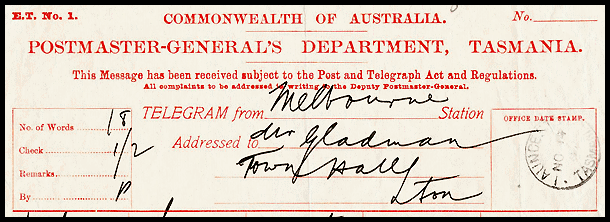 E.T. No. 1.
COMMONWEALTH OF AUSTRALIA.
No.
POSTMASTER-GENERAL'S DEPARTMENT, TASMANIA.
This Message has been received subject to the Post and Telegraph Act and Regulations.
All complaints to be addressed in writing to the Deputy Postmaster-General.
TELEGRAM from Melbourne Station
Addressed to Mr Gladman
Town Hall
Lton
No. of Words 18
Check 1/2
Remarks
By
OFFICE DATE STAMP.
LAUNCES
NO
TASM